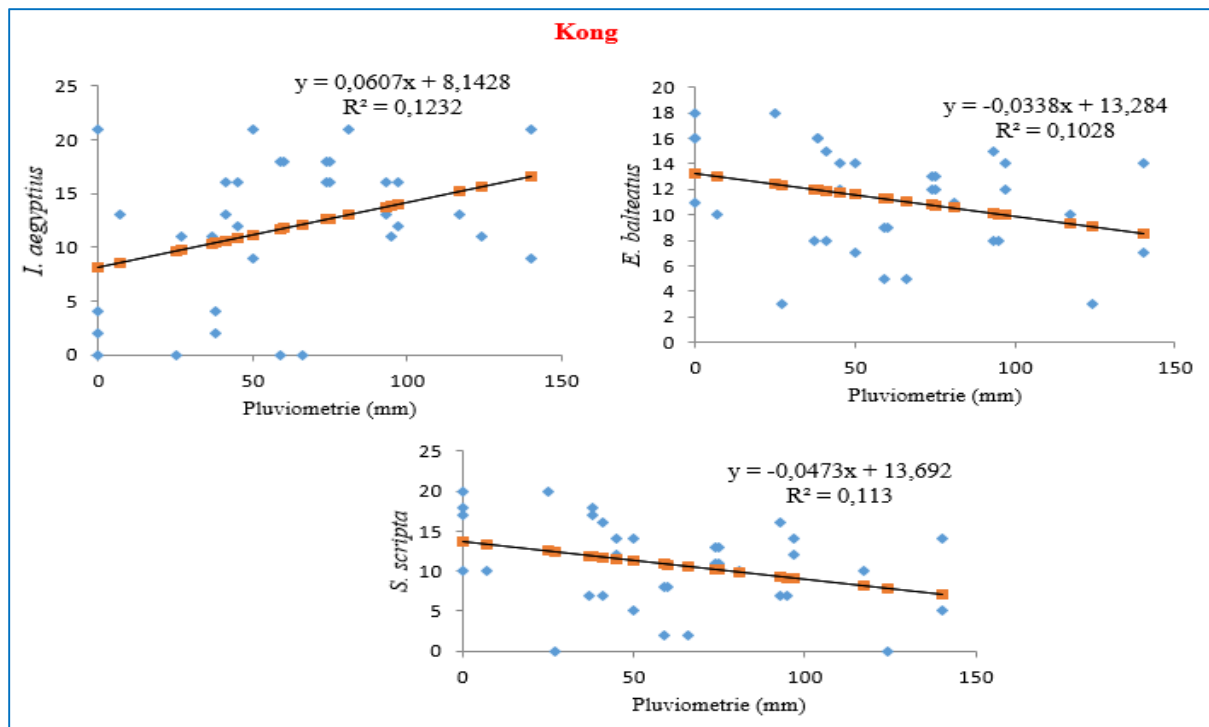 Kong
y = 0,0607x + 8,1428
R² = 0,1232
I. aegyptius
25
20
15
10
5
0
0 50 100 150
Pluviometrie (mm)
y = -0,0338x + 13,284
R² = 0,1028
E. balteatus
20
18
16
14
12
10
8
6
4
2
0
0 50 100 150
Pluviometrie (mm)
y = -0,0473x + 13,692
R² = 0,113
S. scripta
25
20
15
10
5
0
0 50 100 150
Pluviometrie (mm)